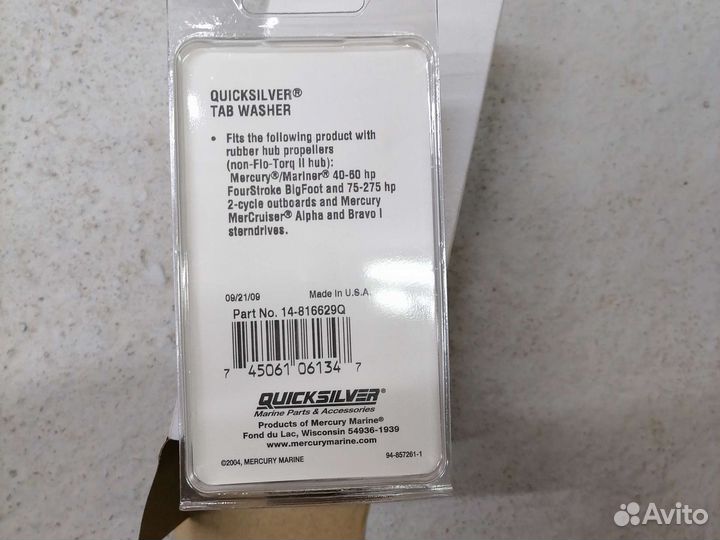 QUICKSILVER®
TAB WASHER
• Fits the following product with
rubber hub propellers
(non-Flo-Torq II hub):
Mercury®/Mariner® 40-60 hp
FourStroke BigFoot and 75-275 hp
2-cycle outboards and Mercury
MerCruiser® Alpha and Bravo I
sterndrives.
09/21/09 Made in U.S.A.
Part No. 14-816629Q
7 45061 06134 7
QUICKSILVER®
Marine Parts & Accessories
Products of Mercury Marine®
Fond du Lac, Wisconsin 54936-1939
www.mercurymarine.com
©2004, MERCURY MARINE 94-857261-1
Avito